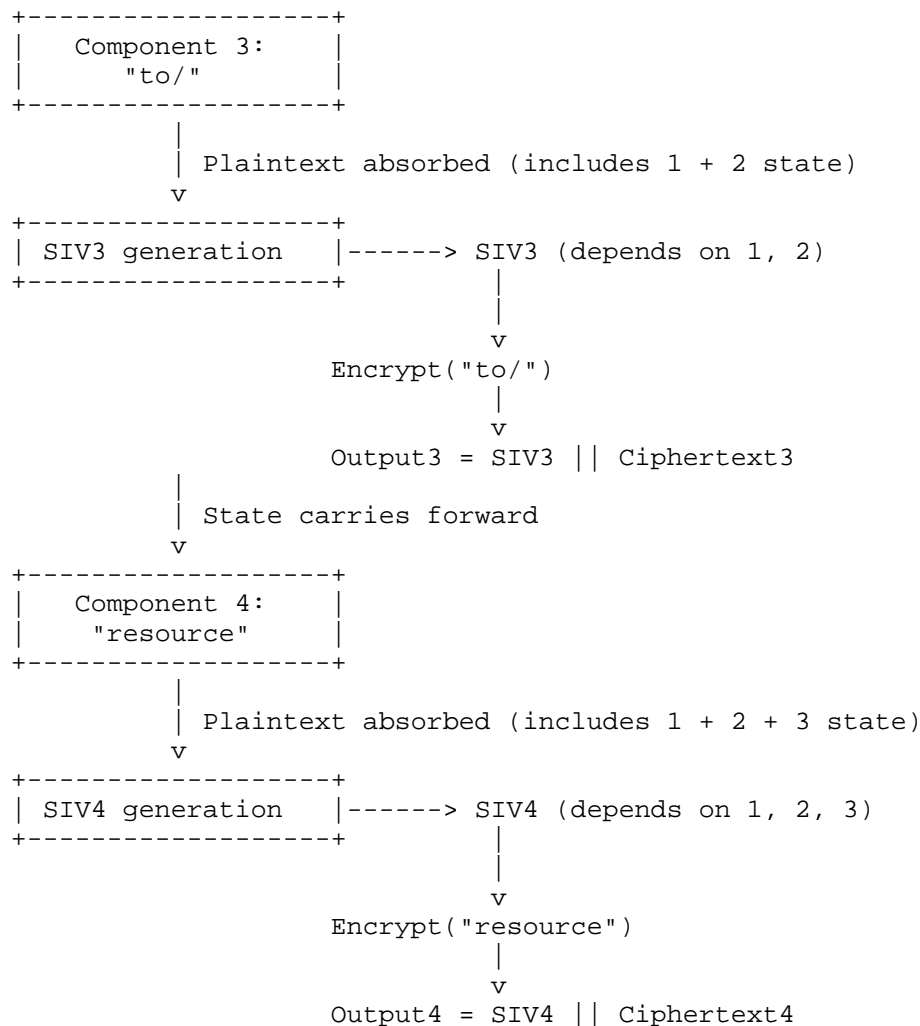 Component 3:
"to/"
Plaintext absorbed (includes 1 + 2 state)
SIV3 generation ------> SIV3 (depends on 1, 2)
Encrypt("to/")
Output3 = SIV3 || Ciphertext3
State carries forward
Component 4:
"resource"
Plaintext absorbed (includes 1 + 2 + 3 state)
SIV4 generation ------> SIV4 (depends on 1, 2, 3)
Encrypt("resource")
Output4 = SIV4 || Ciphertext4